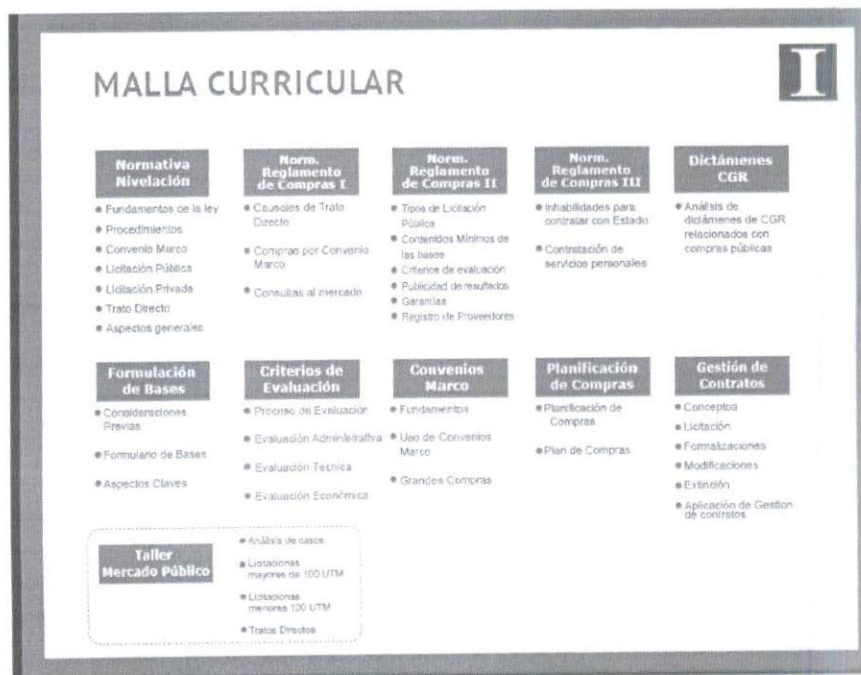 MALLA CURRICULAR
I
Normativa
Nivelación
● Fundamentos de la ley
● Procedimientos
● Convenio Marco
● Licitación Pública
● Licitación Privada
● Trato Directo
● Aspectos generales
Norm.
Reglamento
de Compras I
● Causales de Trato
Directo
● Compras por Convenio
Marco
● Consultas al mercado
Norm.
Reglamento
de Compras II
● Tipos de Licitación
Pública
● Contenidos Mínimos de
las bases
● Criterios de evaluación
● Publicidad de resultados
● Garantías
● Registro de Proveedores
Norm.
Reglamento
de Compras III
● Inhabilidades para
contratar con Estado
● Contratación de
servicios personales
Dictámenes
CGR
● Análisis de
dictámenes de CGR
relacionados con
compras públicas
Formulación
de Bases
● Consideraciones
Previas
● Formulario de Bases
● Aspectos Claves
Criterios de
Evaluación
● Proceso de Evaluación
● Evaluación Administrativa
● Evaluación Técnica
● Evaluación Económica
Convenios
Marco
● Fundamentos
● Uso de Convenios
Marco
● Grandes Compras
Planificación
de Compras
● Planificación de
Compras
● Plan de Compras
Gestión de
Contratos
● Conceptos
● Licitación
● Formalizaciones
● Modificaciones
● Extinción
● Aplicación de Gestion
de contratos
Taller
Mercado Público
● Análisis de casos
● Licitaciones
mayores de 100 UTM
● Licitaciones
menores 100 UTM
● Tratos Directos